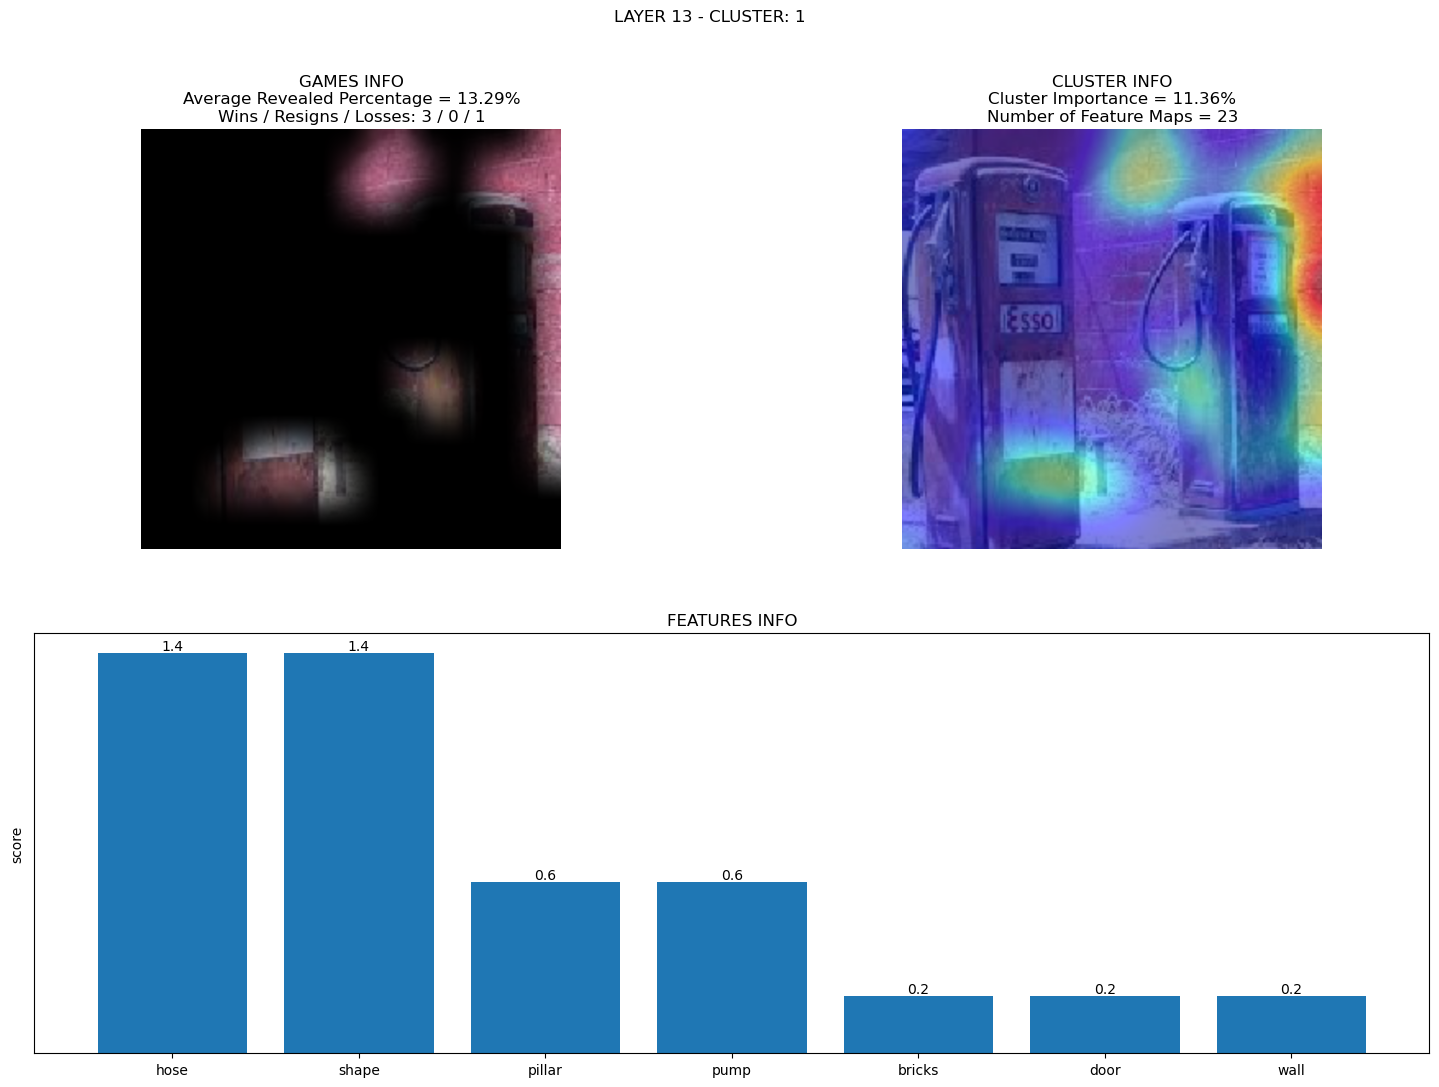 LAYER 13 - CLUSTER: 1
GAMES INFO
Average Revealed Percentage = 13.29%
Wins / Resigns / Losses: 3 / 0 / 1
CLUSTER INFO
Cluster Importance = 11.36%
Number of Feature Maps = 23
ESSO
FEATURES INFO
score
1.4
1.4
0.6
0.6
0.2
0.2
0.2
hose
shape
pillar
pump
bricks
door
wall